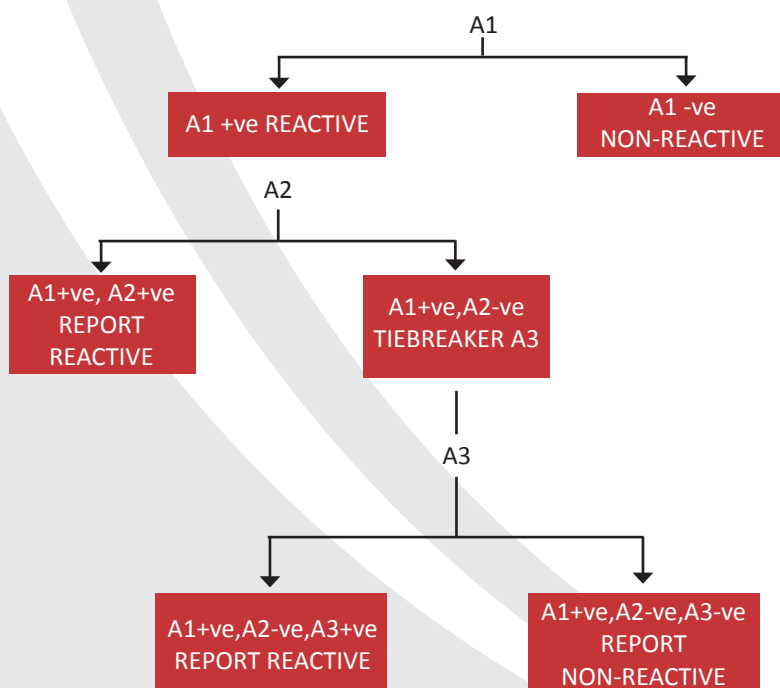 A1
A1 +ve REACTIVE
A1 -ve
NON-REACTIVE
A2
A1+ve, A2+ve
REPORT
REACTIVE
A1+ve,A2-ve
TIEBREAKER A3
A3
A1+ve,A2-ve,A3+ve
REPORT REACTIVE
A1+ve,A2-ve,A3-ve
REPORT
NON-REACTIVE